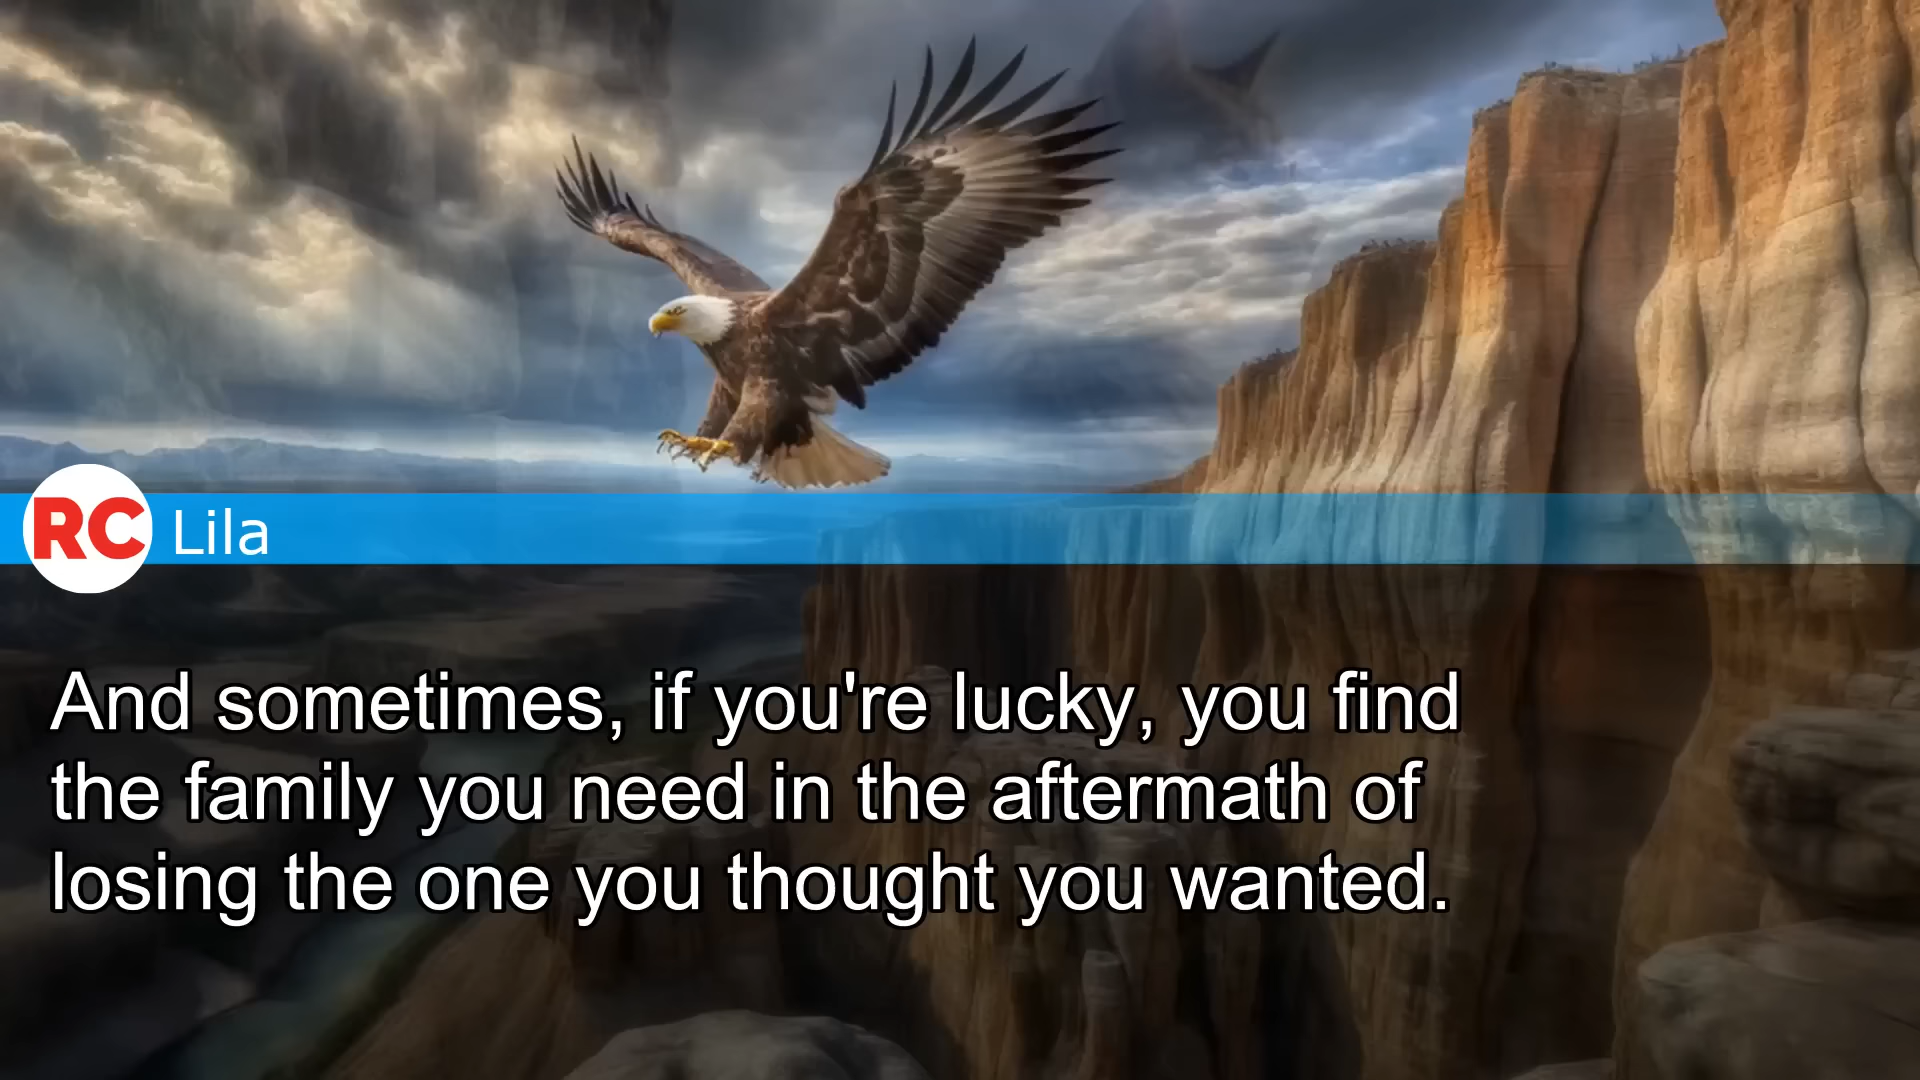 RC Lila
And sometimes, if you're lucky, you find
the family you need in the aftermath of
losing the one you thought you wanted.